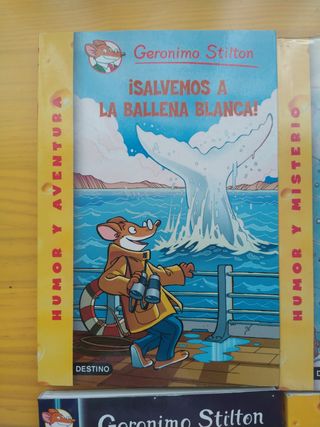 Geronimo Stilton
¡SALVEMOS A
LA BALLENA BLANCA!
HUMOR Y AVENTURA
HUMOR Y MISTERIO
DESTINO
D
Geronimo Stilton